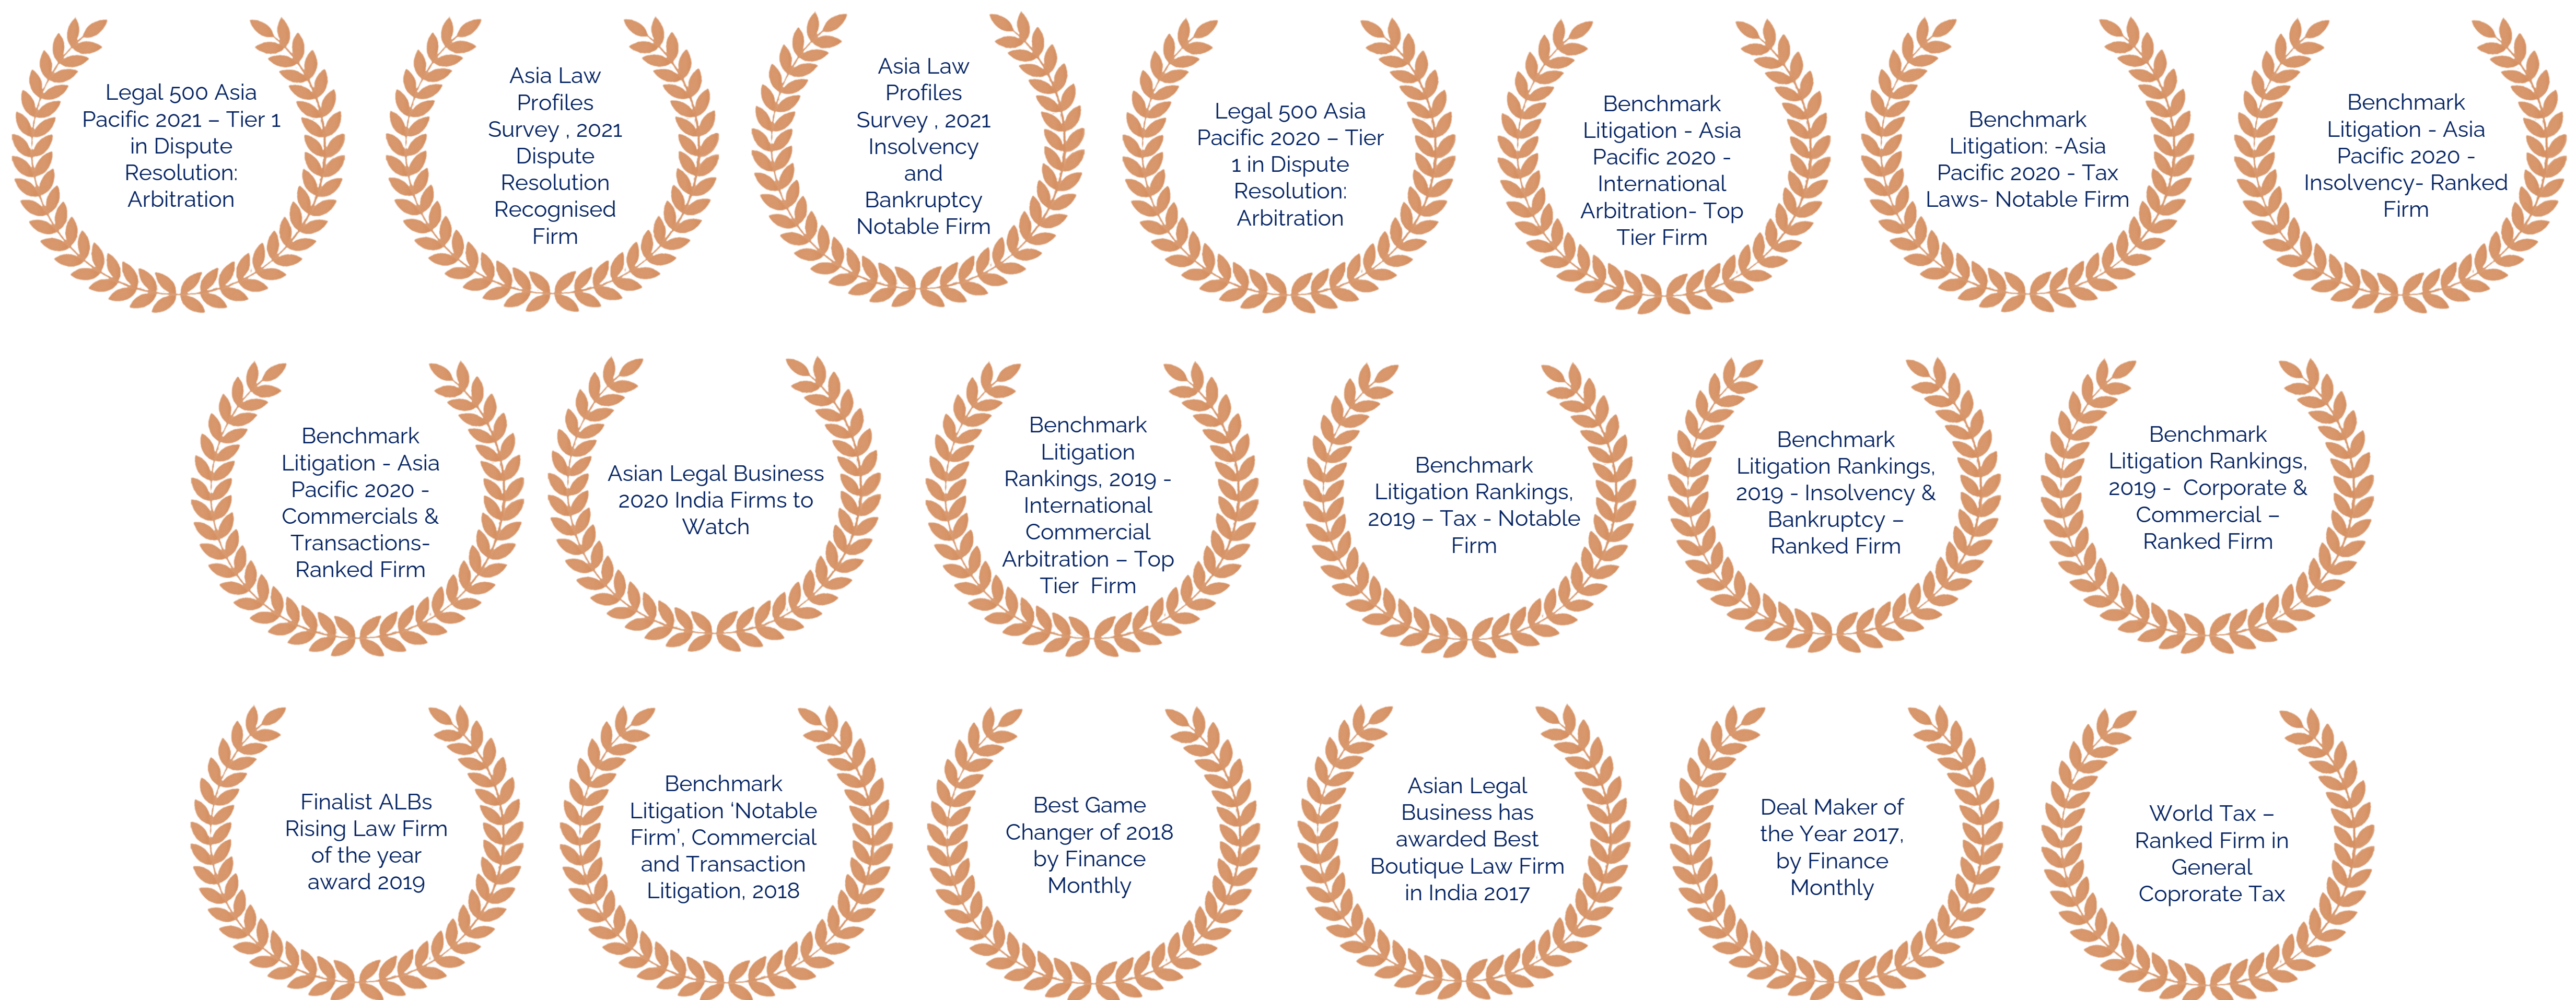 Legal 500 Asia
Pacific 2021 – Tier 1
in Dispute
Resolution:
Arbitration
Asia Law
Profiles
Survey , 2021
Dispute
Resolution
Recognised
Firm
Asia Law
Profiles
Survey , 2021
Insolvency
and
Bankruptcy
Notable Firm
Legal 500 Asia
Pacific 2020 – Tier
1 in Dispute
Resolution:
Arbitration
Benchmark
Litigation - Asia
Pacific 2020 -
International
Arbitration- Top
Tier Firm
Benchmark
Litigation: -Asia
Pacific 2020 - Tax
Laws- Notable Firm
Benchmark
Litigation - Asia
Pacific 2020 -
Insolvency- Ranked
Firm
Benchmark
Litigation - Asia
Pacific 2020 -
Commercials &
Transactions-
Ranked Firm
Asian Legal Business
2020 India Firms to
Watch
Benchmark
Litigation
Rankings, 2019 -
International
Commercial
Arbitration – Top
Tier  Firm
Benchmark
Litigation Rankings,
2019 – Tax - Notable
Firm
Benchmark
Litigation Rankings,
2019 - Insolvency &
Bankruptcy –
Ranked Firm
Benchmark
Litigation Rankings,
2019 -  Corporate &
Commercial –
Ranked Firm
Finalist ALBs
Rising Law Firm
of the year
award 2019
Benchmark
Litigation ‘Notable
Firm’, Commercial
and Transaction
Litigation, 2018
Best Game
Changer of 2018
by Finance
Monthly
Asian Legal
Business has
awarded Best
Boutique Law Firm
in India 2017
Deal Maker of
the Year 2017,
by Finance
Monthly
World Tax –
Ranked Firm in
General
Coprorate Tax